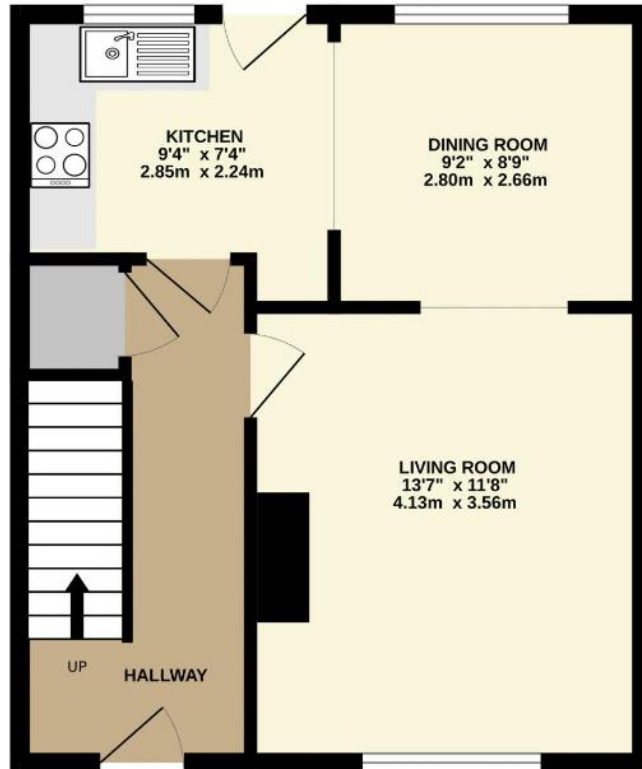 KITCHEN
9'4" x 7'4"
2.85m x 2.24m
DINING ROOM
9'2" x 8'9"
2.80m x 2.66m
LIVING ROOM
13'7" x 11'8"
4.13m x 3.56m
UP
HALLWAY